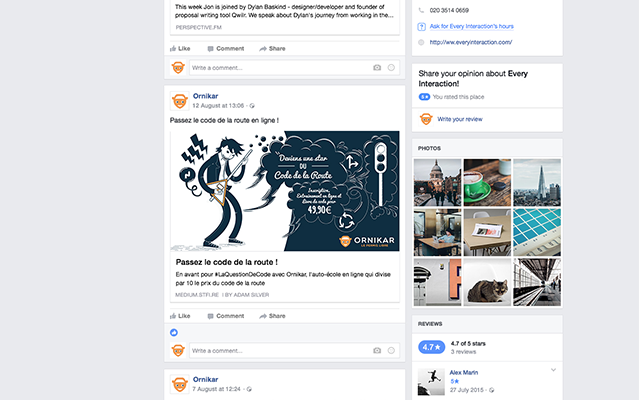 This week Jon is joined by Dylan Baskind - designer/developer and founder of
proposal writing tool Qwilr. We speak about Dylan's journey from working in the...
PERSPECTIVE.FM
Like Comment Share
Write a comment...
Ornikar
12 August at 13:06
Passez le code de la route en ligne !
Deviens une star
DU
Code de la Route
Inscription,
Entrainement en ligne et
livre de code pour
49,90€
ORNIKAR
LE PERMIS LIBRE
Passez le code de la route !
En avant pour #LaQuestionDeCode avec Ornikar, l'auto-école en ligne qui divise
par 10 le prix du code de la route
MEDIUM.STFI.RE | BY ADAM SILVER
Like Comment Share
Write a comment...
Ornikar
7 August at 12:24
020 3514 0659
Ask for Every Interaction's hours
http://www.everyinteraction.com/
Share your opinion about Every
Interaction!
5★ You rated this place
Write your review
PHOTOS
REVIEWS
4.7★
4.7 of 5 stars
3 reviews
Alex Marin
5★
27 July 2015